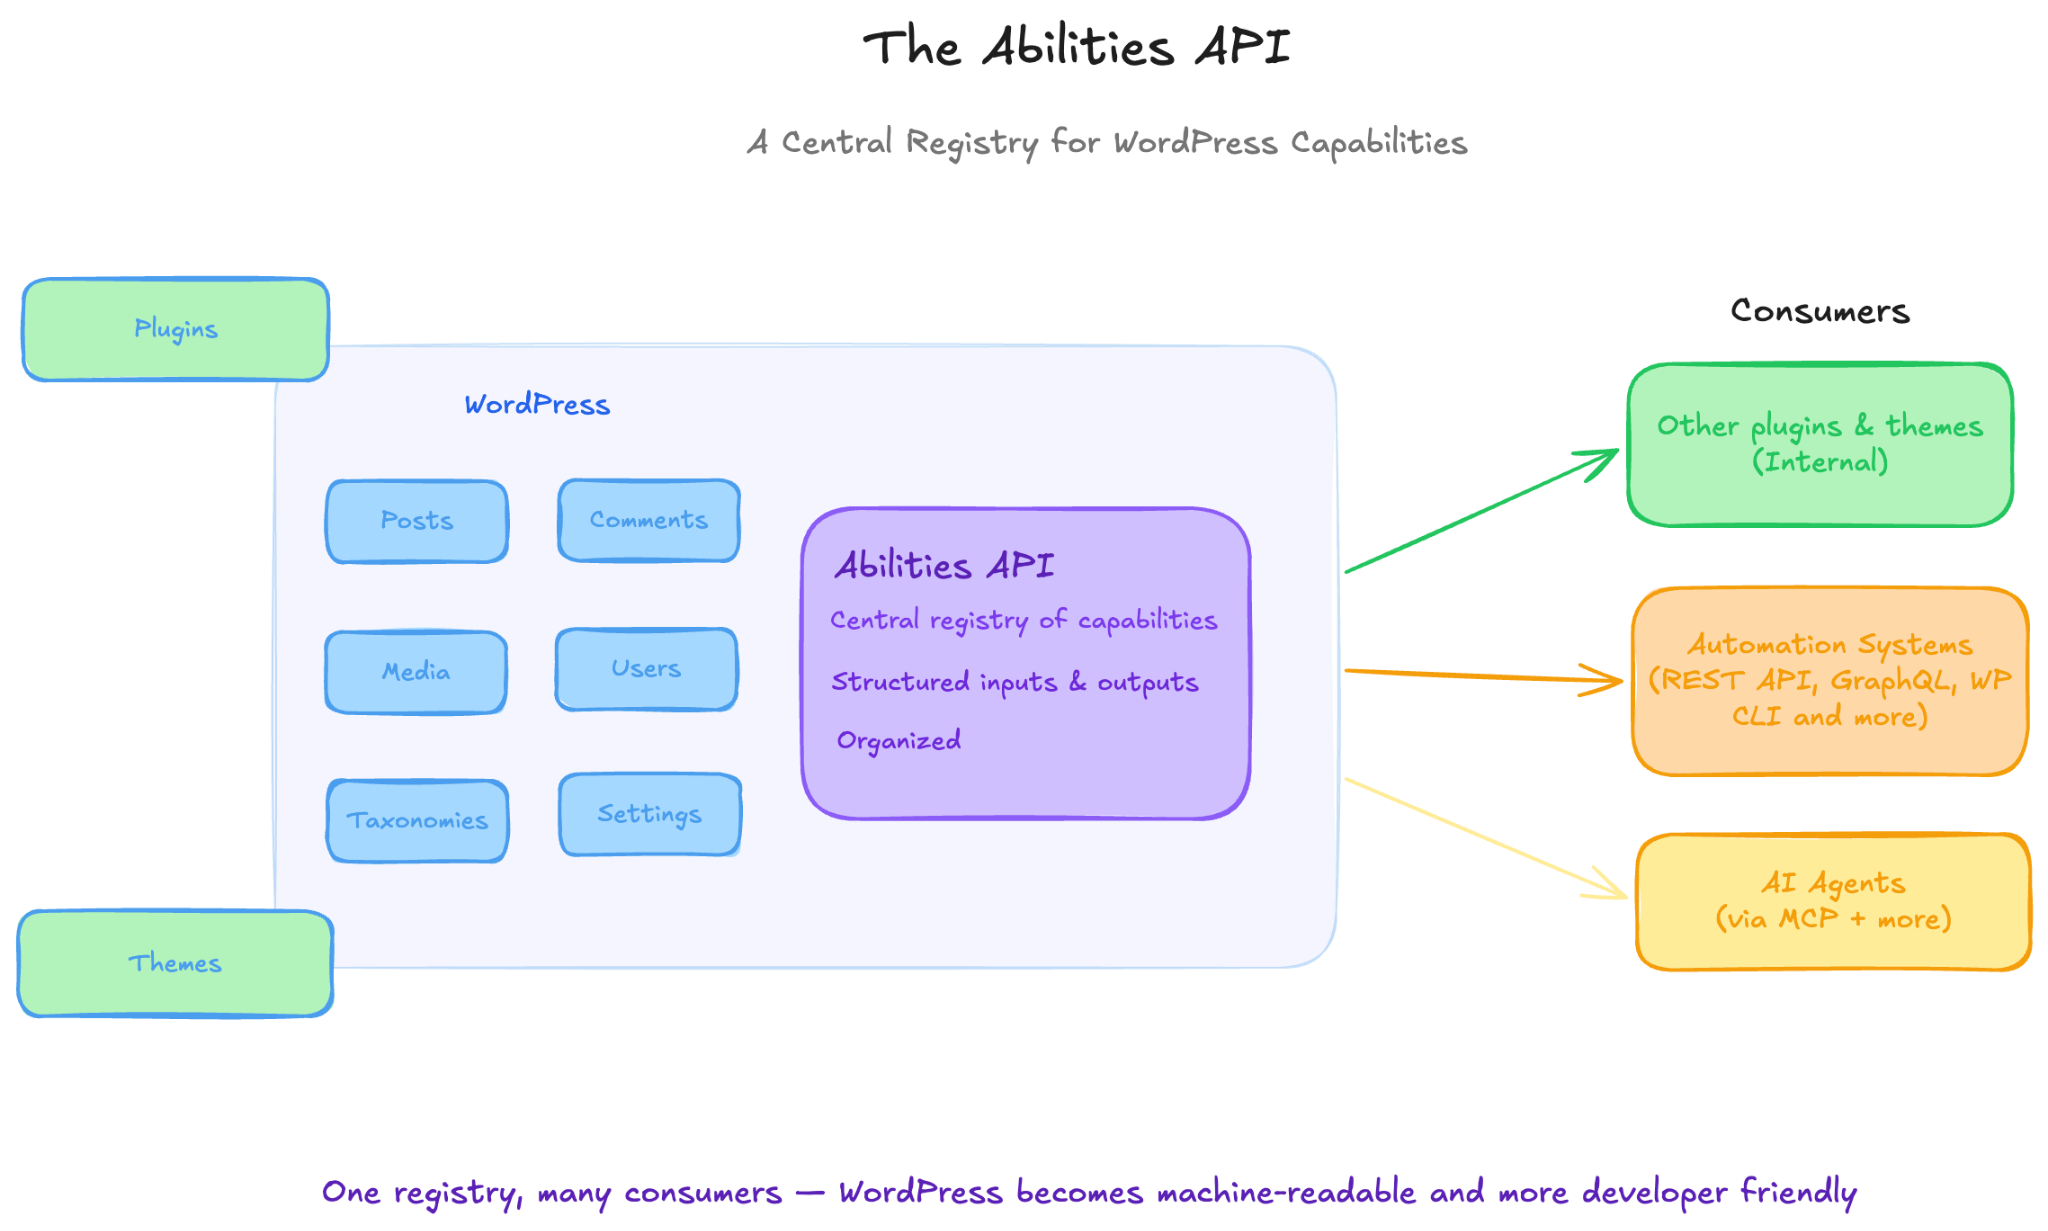 The Abilities API
A Central Registry for WordPress Capabilities
Plugins
WordPress
Posts
Comments
Media
Users
Taxonomies
Settings
Themes
Abilities API
Central registry of capabilities
Structured inputs & outputs
Organized
Consumers
Other plugins & themes
(Internal)
Automation Systems
(REST API, GraphQL, WP
CLI and more)
AI Agents
(via MCP + more)
One registry, many consumers — WordPress becomes machine-readable and more developer friendly